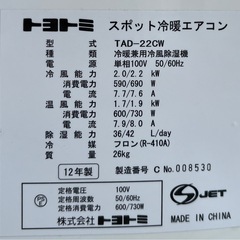 トヨトミ スポット冷暖エアコン
型式 TAD-22CW
種類 冷暖兼用冷風除湿機
電源 単相100V 50/60Hz
冷風能力 2.0/2.2 kW
消費電力 590/690 W
電流 7.7/7.6 A
温風能力 1.7/1.9 kW
消費電力 600/730 W
電流 7.9/8.0 A
除湿能力 36/42 L/day
冷媒 フロン(R-410A)
質量 26kg
12年製 製造番号 C No.008530
定格電圧 100V
定格周波数 50/60Hz
定格消費電力 600/730W
S JET
株式会社トヨトミ MADE IN CHINA